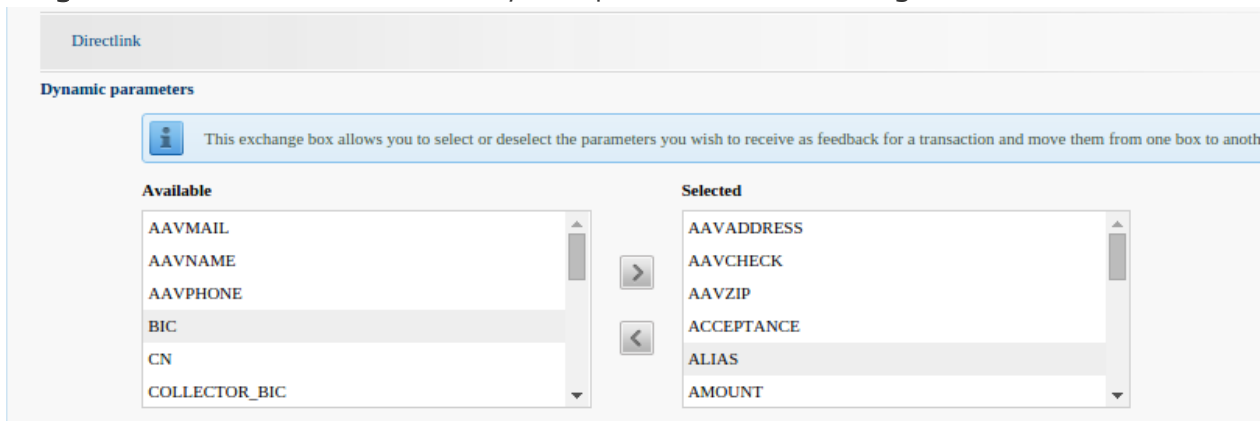 Directlink
Dynamic parameters
This exchange box allows you to select or deselect the parameters you wish to receive as feedback for a transaction and move them from one box to anoth
Available
Selected
AAVMAIL
AAVNAME
AAVPHONE
BIC
CN
COLLECTOR_BIC
AAVADDRESS
AAVCHECK
AAVZIP
ACCEPTANCE
ALIAS
AMOUNT